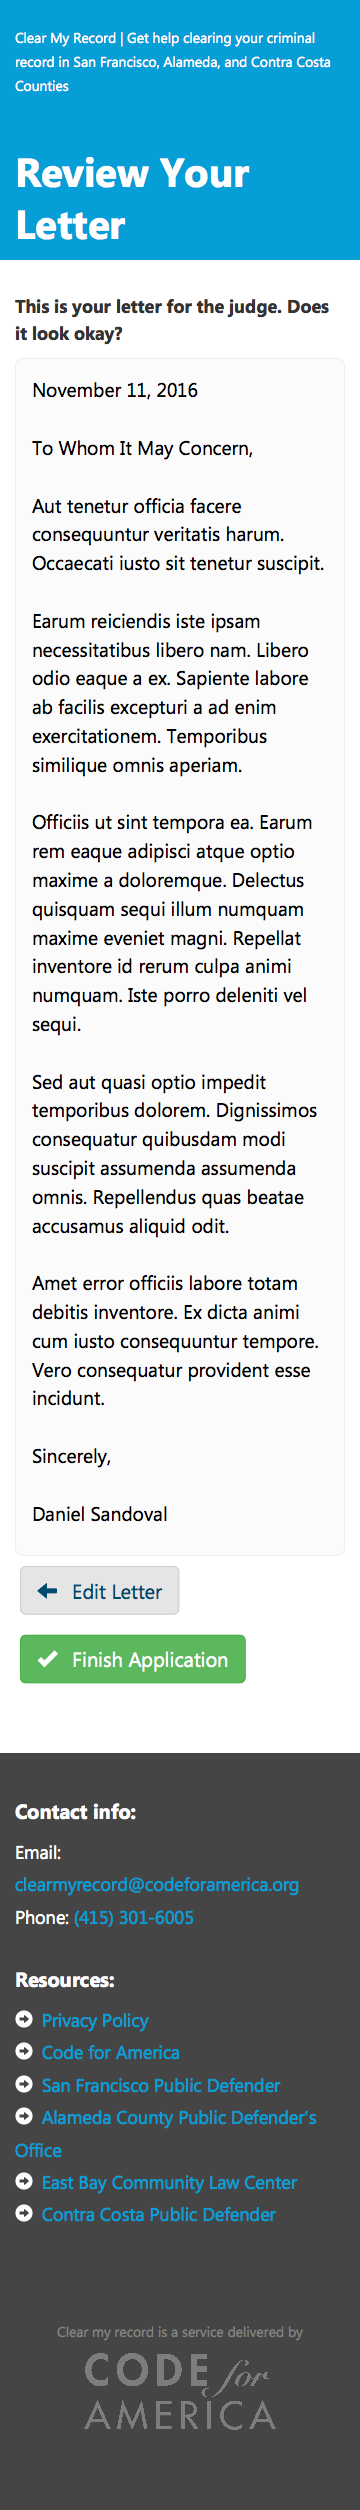 Clear My Record | Get help clearing your criminal
record in San Francisco, Alameda, and Contra Costa
Counties
Review Your
Letter
This is your letter for the judge. Does
it look okay?
November 11, 2016
To Whom It May Concern,
Aut tenetur officia facere
consequuntur veritatis harum.
Occaecati iusto sit tenetur suscipit.
Earum reiciendis iste ipsam
necessitatibus libero nam. Libero
odio eaque a ex. Sapiente labore
ab facilis excepturi a ad enim
exercitationem. Temporibus
similique omnis aperiam.
Officiis ut sint tempora ea. Earum
rem eaque adipisci atque optio
maxime a doloremque. Delectus
quisquam sequi illum numquam
maxime eveniet magni. Repellat
inventore id rerum culpa animi
numquam. Iste porro deleniti vel
sequi.
Sed aut quasi optio impedit
temporibus dolorem. Dignissimos
consequatur quibusdam modi
suscipit assumenda assumenda
omnis. Repellendus quas beatae
accusamus aliquid odit.
Amet error officiis labore totam
debitis inventore. Ex dicta animi
cum iusto consequuntur tempore.
Vero consequatur provident esse
incidunt.
Sincerely,
Daniel Sandoval
Edit Letter
Finish Application
Contact info:
Email:
clearmyrecord@codeforamerica.org
Phone: (415) 301-6005
Resources:
Privacy Policy
Code for America
San Francisco Public Defender
Alameda County Public Defender's
Office
East Bay Community Law Center
Contra Costa Public Defender
Clear my record is a service delivered by
CODE for
AMERICA